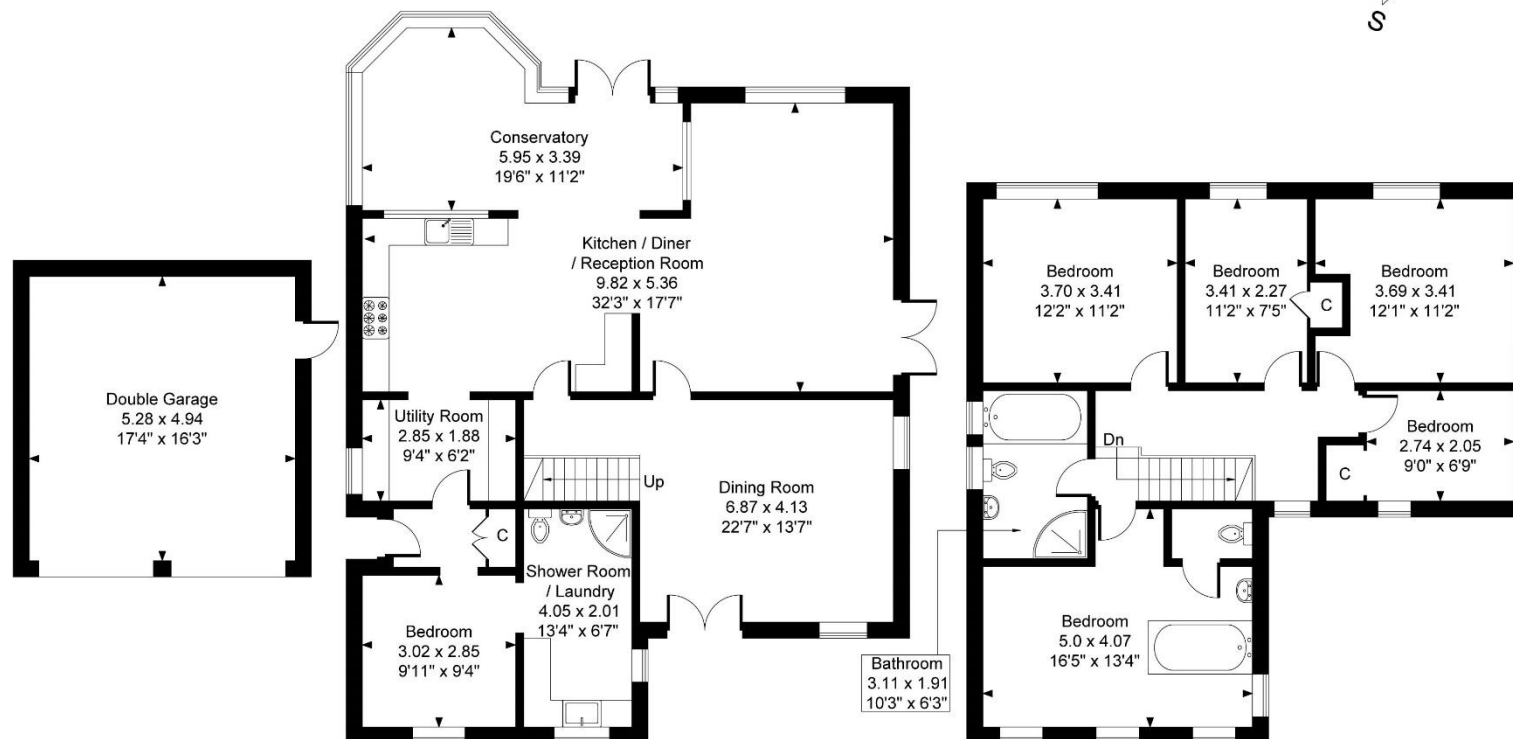 S
Conservatory
5.95 x 3.39
19'6" x 11'2"
Kitchen / Diner
/ Reception Room
9.82 x 5.36
32'3" x 17'7"
Double Garage
5.28 x 4.94
17'4" x 16'3"
Utility Room
2.85 x 1.88
9'4" x 6'2"
Up
Dining Room
6.87 x 4.13
22'7" x 13'7"
C
Shower Room
/ Laundry
4.05 x 2.01
13'4" x 6'7"
Bedroom
3.02 x 2.85
9'11" x 9'4"
Bedroom
3.70 x 3.41
12'2" x 11'2"
Bedroom
3.41 x 2.27
11'2" x 7'5"
C
Bedroom
3.69 x 3.41
12'1" x 11'2"
Dn
Bedroom
2.74 x 2.05
9'0" x 6'9"
C
Bedroom
5.0 x 4.07
16'5" x 13'4"
Bathroom
3.11 x 1.91
10'3" x 6'3"